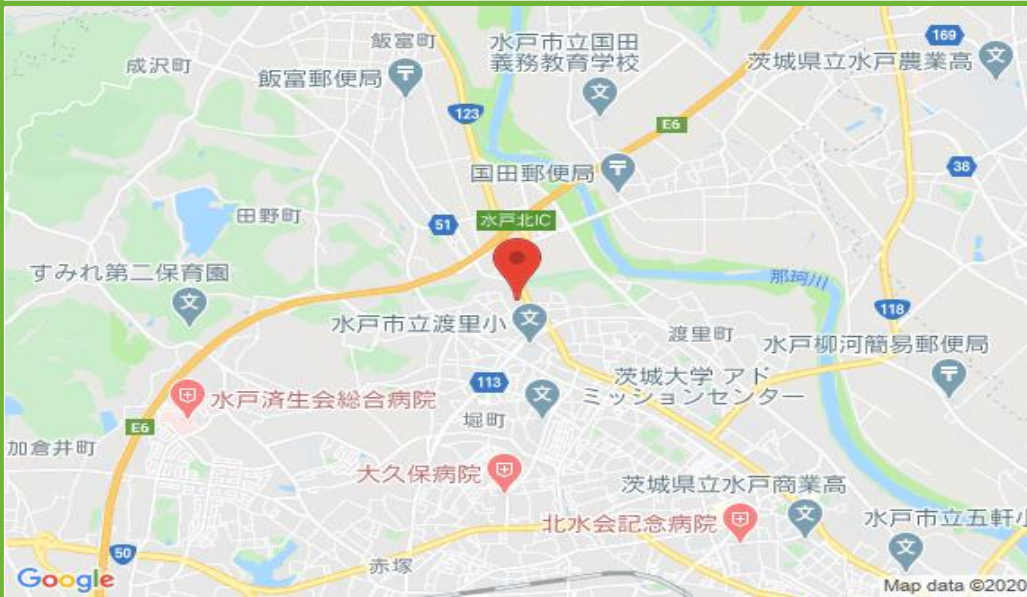 飯富町
水戸市立国田
義務教育学校
169
茨城県立水戸農業高
成沢町
飯富郵便局
123
E6
国田郵便局
38
田野町
51
水戸北IC
すみれ第二保育園
那珂川
水戸市立渡里小
渡里町
118
水戸柳河簡易郵便局
113
茨城大学 アド
ミッションセンター
水戸済生会総合病院
堀町
E6
加倉井町
大久保病院
茨城県立水戸商業高
北水会記念病院
水戸市立五軒小
50
赤塚
Google
Map data ©2020